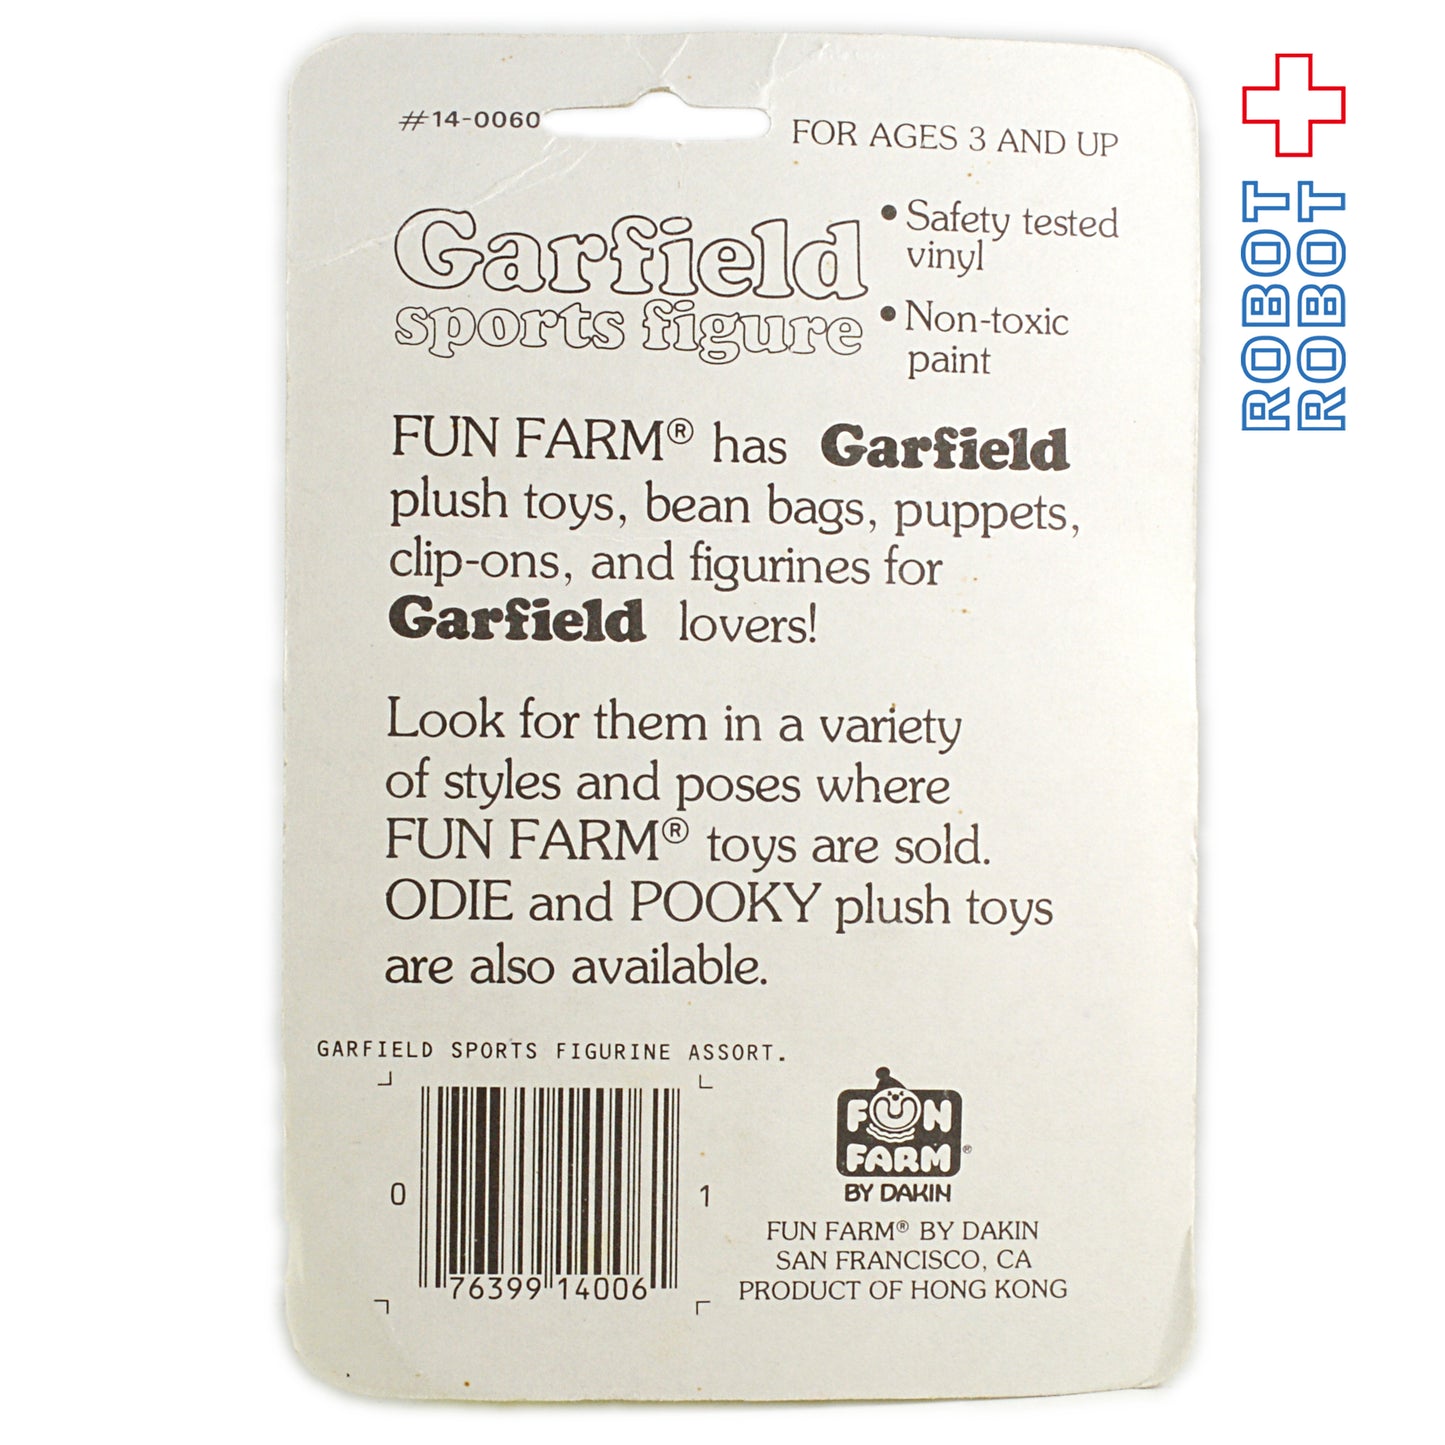 #14-0060
FOR AGES 3 AND UP
Garfield
sports figure
• Safety tested
vinyl
• Non-toxic
paint
FUN FARM® has Garfield
plush toys, bean bags, puppets,
clip-ons, and figurines for
Garfield lovers!
Look for them in a variety
of styles and poses where
FUN FARM® toys are sold.
ODIE and POOKY plush toys
are also available.
GARFIELD SPORTS FIGURINE ASSORT.
0 76399 14006 1
FUN
FARM®
BY DAKIN
FUN FARM® BY DAKIN
SAN FRANCISCO, CA
PRODUCT OF HONG KONG
ROBOT
ROBOT